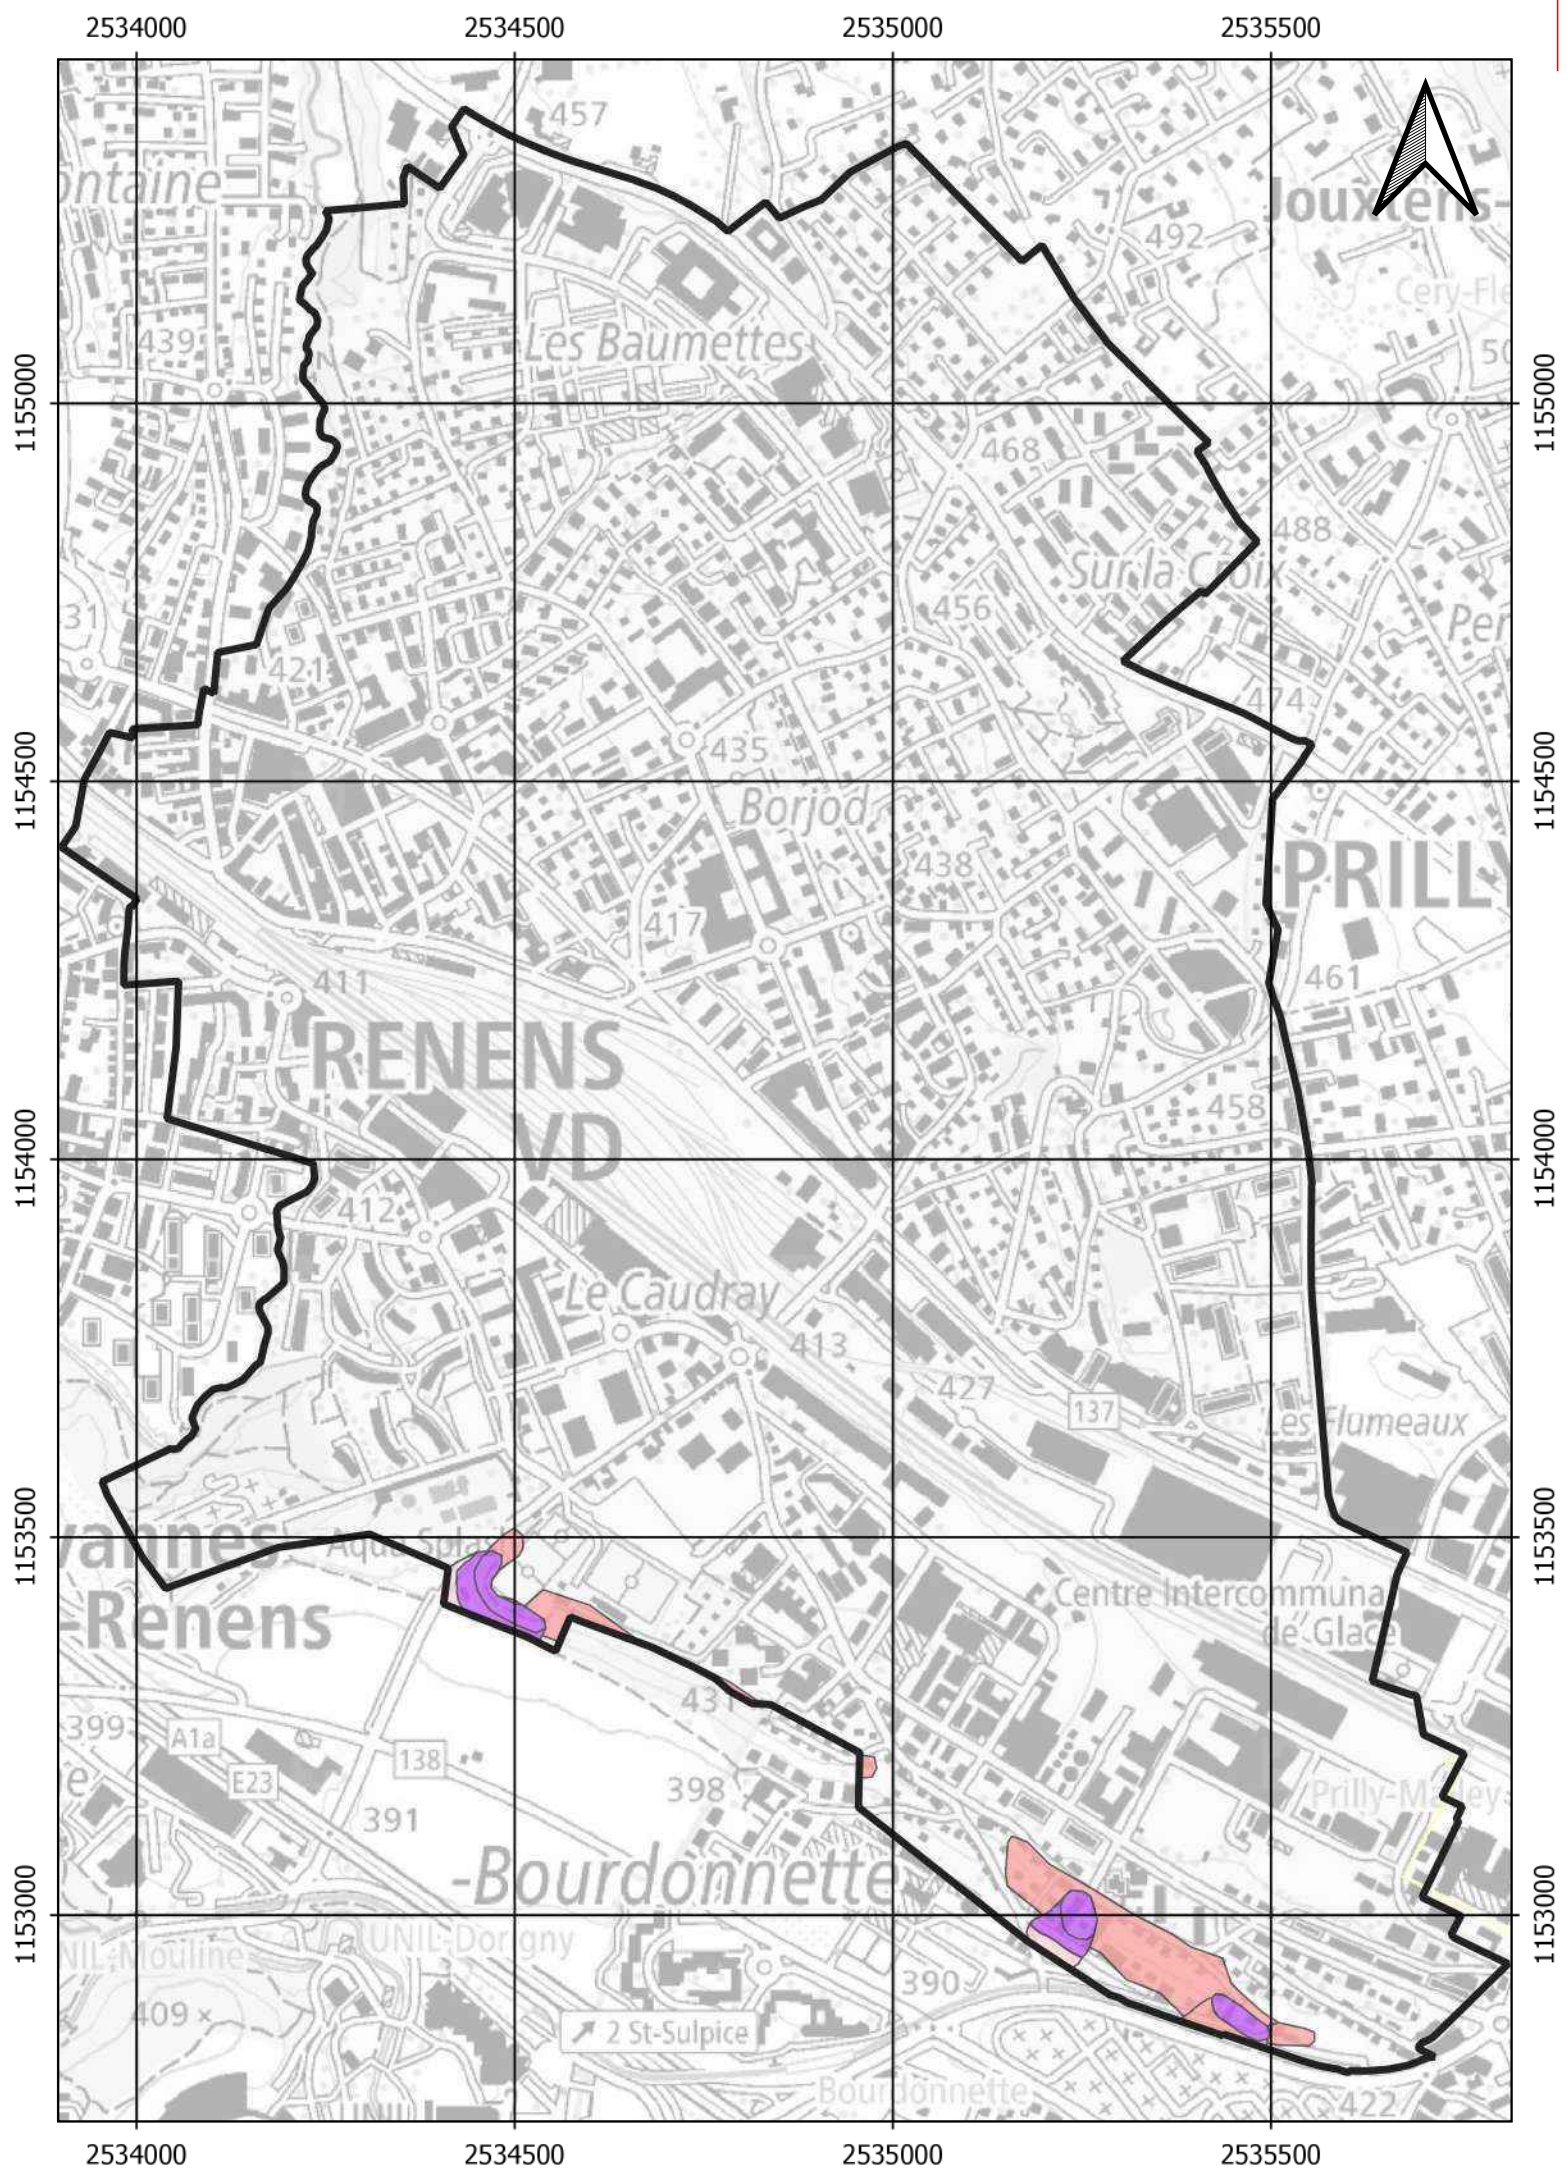 2534000 2534500 2535000 2535500
457
ontaine
Jouxtens-
492
Cery-Fle
439
Les Baumettes
50
1155000 1155000
468
488
Sur la Croix
31
456
Per
421
474
435
1154500 1154500
Borjod
438
PRILLY
417
461
411
RENENS
VD
458
1154000 1154000
412
Le Caudray
413
427
137
Les Flumeaux
1153500 1153500
vannes
Aqua Splas
-Renens
Centre Intercommuna
de Glace
431
399
A1a
138
E23
398
391
Prilly-Malley
-Bourdonnette
1153000 1153000
UNIL-Mouline
UNIL-Dorigny
390
409
2 St-Sulpice
Bourdonnette
422
UNIL
2534000 2534500 2535000 2535500